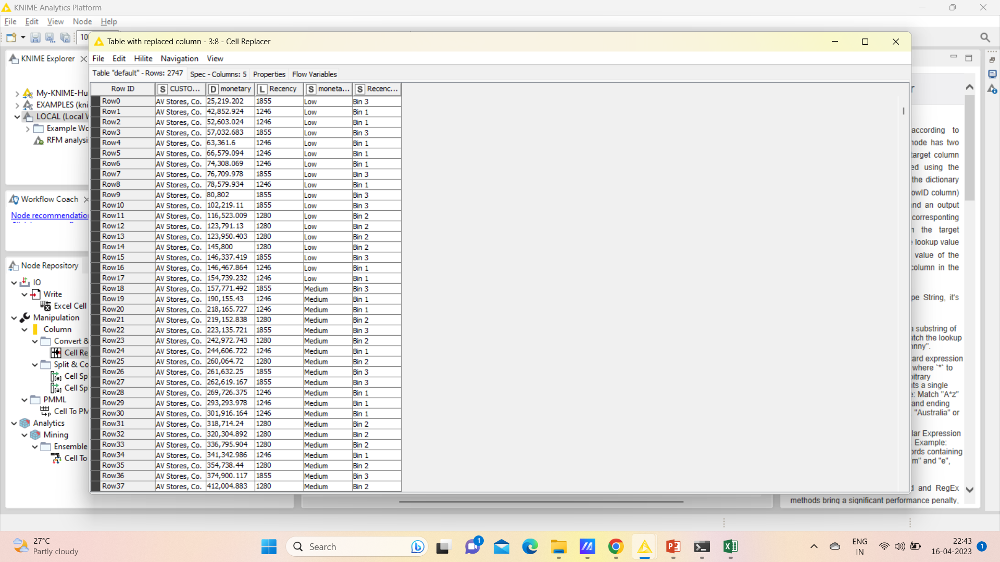 KNIME Analytics Platform
File Edit View Node Help
10
KNIME Explorer
My-KNIME-Hu
EXAMPLES (kni
LOCAL (Local W
Example Wo
RFM analysi
Workflow Coach
Node recommendation
Node Repository
IO
Write
Excel Cell
Manipulation
Column
Convert &
Cell Re
Split & Co
Cell Sp
Cell Sp
PMML
Cell To PM
Analytics
Mining
Ensemble
Cell To
Table with replaced column - 3:8 - Cell Replacer
File Edit Hilite Navigation View
Table "default" - Rows: 2747 Spec - Columns: 5 Properties Flow Variables
Row ID S CUSTO... D monetary L Recency S moneta... S Recenc...
Row0 AV Stores, Co. 25,219.202 1855 Low Bin 3
Row1 AV Stores, Co. 42,852.924 1246 Low Bin 1
Row2 AV Stores, Co. 52,603.024 1246 Low Bin 1
Row3 AV Stores, Co. 57,032.683 1855 Low Bin 3
Row4 AV Stores, Co. 63,361.6 1246 Low Bin 1
Row5 AV Stores, Co. 66,579.094 1246 Low Bin 1
Row6 AV Stores, Co. 74,308.069 1246 Low Bin 1
Row7 AV Stores, Co. 76,709.978 1855 Low Bin 3
Row8 AV Stores, Co. 78,579.934 1246 Low Bin 1
Row9 AV Stores, Co. 80,802 1855 Low Bin 3
Row10 AV Stores, Co. 102,219.11 1855 Low Bin 3
Row11 AV Stores, Co. 116,523.009 1280 Low Bin 2
Row12 AV Stores, Co. 123,791.13 1280 Low Bin 2
Row13 AV Stores, Co. 123,950.403 1280 Low Bin 2
Row14 AV Stores, Co. 145,800 1280 Low Bin 2
Row15 AV Stores, Co. 146,337.419 1855 Low Bin 3
Row16 AV Stores, Co. 146,467.864 1246 Low Bin 1
Row17 AV Stores, Co. 154,739.232 1246 Low Bin 1
Row18 AV Stores, Co. 157,771.492 1855 Medium Bin 3
Row19 AV Stores, Co. 190,155.43 1246 Medium Bin 1
Row20 AV Stores, Co. 218,165.727 1246 Medium Bin 1
Row21 AV Stores, Co. 219,152.838 1280 Medium Bin 2
Row22 AV Stores, Co. 223,135.721 1855 Medium Bin 3
Row23 AV Stores, Co. 242,972.743 1280 Medium Bin 2
Row24 AV Stores, Co. 244,606.722 1246 Medium Bin 1
Row25 AV Stores, Co. 260,064.72 1280 Medium Bin 2
Row26 AV Stores, Co. 261,632.25 1855 Medium Bin 3
Row27 AV Stores, Co. 262,619.167 1855 Medium Bin 3
Row28 AV Stores, Co. 269,726.375 1246 Medium Bin 1
Row29 AV Stores, Co. 293,293.978 1246 Medium Bin 1
Row30 AV Stores, Co. 301,916.164 1246 Medium Bin 1
Row31 AV Stores, Co. 318,714.24 1280 Medium Bin 2
Row32 AV Stores, Co. 320,304.892 1280 Medium Bin 2
Row33 AV Stores, Co. 336,795.904 1280 Medium Bin 2
Row34 AV Stores, Co. 341,342.986 1246 Medium Bin 1
Row35 AV Stores, Co. 354,738.44 1280 Medium Bin 2
Row36 AV Stores, Co. 374,900.117 1855 Medium Bin 3
Row37 AV Stores, Co. 412,004.883 1280 Medium Bin 2
r
according to
node has two
target column
ed using the
the dictionary
owID column)
nd an output
corresponting
n the target
lookup value
value of the
column in the
pe String, it's
a substring of
atch the lookup
nnny".
ard expression
where `*` to
bitrary
ts a single
: Match "A*z"
and ending
"Australia" or
lar Expression
Example:
ords containing
m" and "e",
d and RegEx
methods bring a significant performance penalty,
27°C
Partly cloudy
Search
1
ENG
IN
22:43
16-04-2023
1